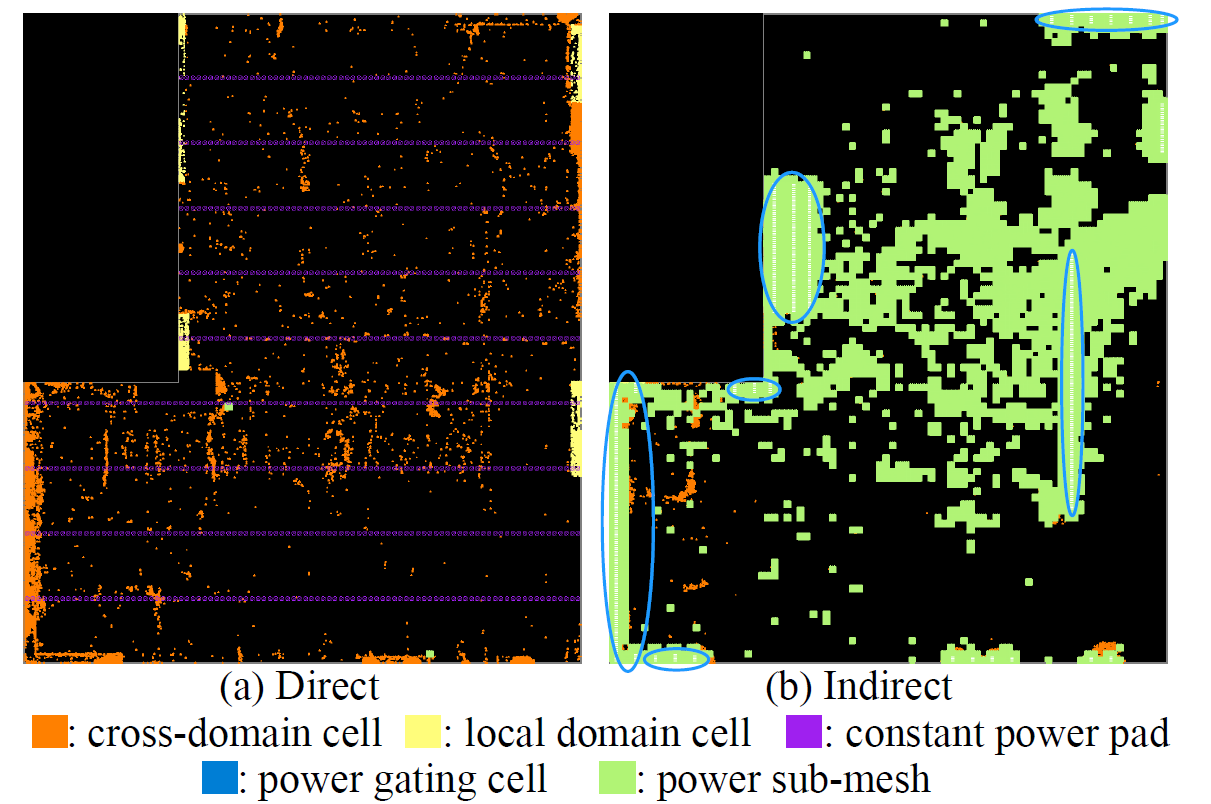 (a) Direct
(b) Indirect
: cross-domain cell : local domain cell : constant power pad
: power gating cell : power sub-mesh